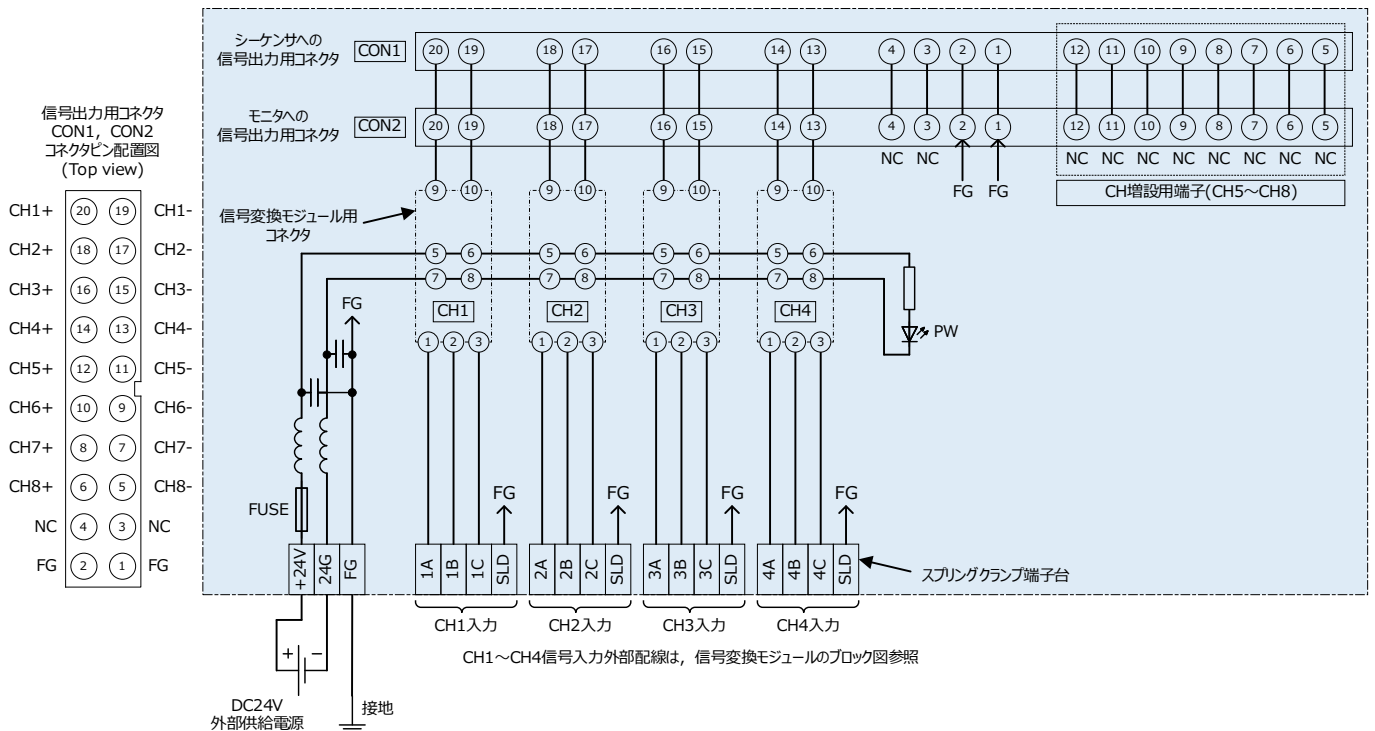 シーケンサへの
信号出力用コネクタ
CON1
20 19 18 17 16 15 14 13 4 3 2 1 12 11 10 9 8 7 6 5
モニタへの
信号出力用コネクタ
CON2
20 19 18 17 16 15 14 13 4 3 2 1 12 11 10 9 8 7 6 5
NC NC NC NC NC NC NC NC NC NC
FG FG
CH増設用端子(CH5～CH8)
信号出力用コネクタ
CON1，CON2
コネクタピン配置図
(Top view)
CH1+ 20 19 CH1-
CH2+ 18 17 CH2-
CH3+ 16 15 CH3-
CH4+ 14 13 CH4-
CH5+ 12 11 CH5-
CH6+ 10 9 CH6-
CH7+ 8 7 CH7-
CH8+ 6 5 CH8-
NC 4 3 NC
FG 2 1 FG
信号変換モジュール用
コネクタ
9 10 9 10 9 10 9 10
5 6 5 6 5 6 5 6
7 8 7 8 7 8 7 8
CH1 CH2 CH3 CH4
1 2 3 1 2 3 1 2 3 1 2 3
PW
FG
FUSE
FG FG FG FG
+24V 24G FG
1A 1B 1C SLD
2A 2B 2C SLD
3A 3B 3C SLD
4A 4B 4C SLD
スプリングクランプ端子台
CH1入力 CH2入力 CH3入力 CH4入力
CH1～CH4信号入力外部配線は，信号変換モジュールのブロック図参照
+ −
DC24V
外部供給電源
接地